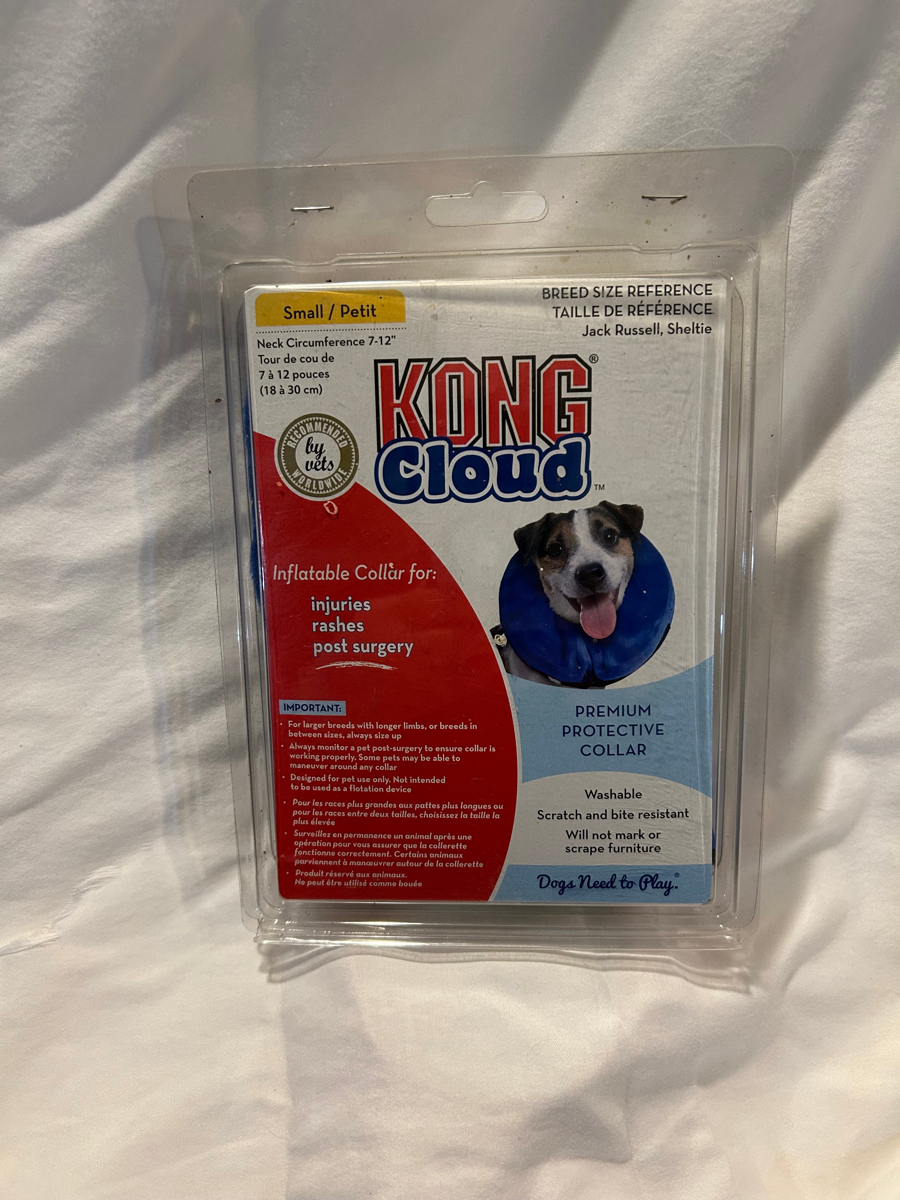 Small / Petit
Neck Circumference 7-12"
Tour de cou de
7 à 12 pouces
(18 à 30 cm)
BREED SIZE REFERENCE
TAILLE DE RÉFÉRENCE
Jack Russell, Sheltie
RECOMMENDED
by
vets
WORLDWIDE
KONG®
Cloud™
Inflatable Collar for:
injuries
rashes
post surgery
IMPORTANT:
• For larger breeds with longer limbs, or breeds in
between sizes, always size up
• Always monitor a pet post-surgery to ensure collar is
working properly. Some pets may be able to
maneuver around any collar
• Designed for pet use only. Not intended
to be used as a flotation device
• Pour les races plus grandes aux pattes plus longues ou
pour les races entre deux tailles, choisissez la taille la
plus élevée
• Surveillez en permanence un animal après une
opération pour vous assurer que la collerette
fonctionne correctement. Certains animaux
parviennent à manœuvrer autour de la collerette
• Produit réservé aux animaux.
Ne peut être utilisé comme bouée
PREMIUM
PROTECTIVE
COLLAR
Washable
Scratch and bite resistant
Will not mark or
scrape furniture
Dogs Need to Play.®